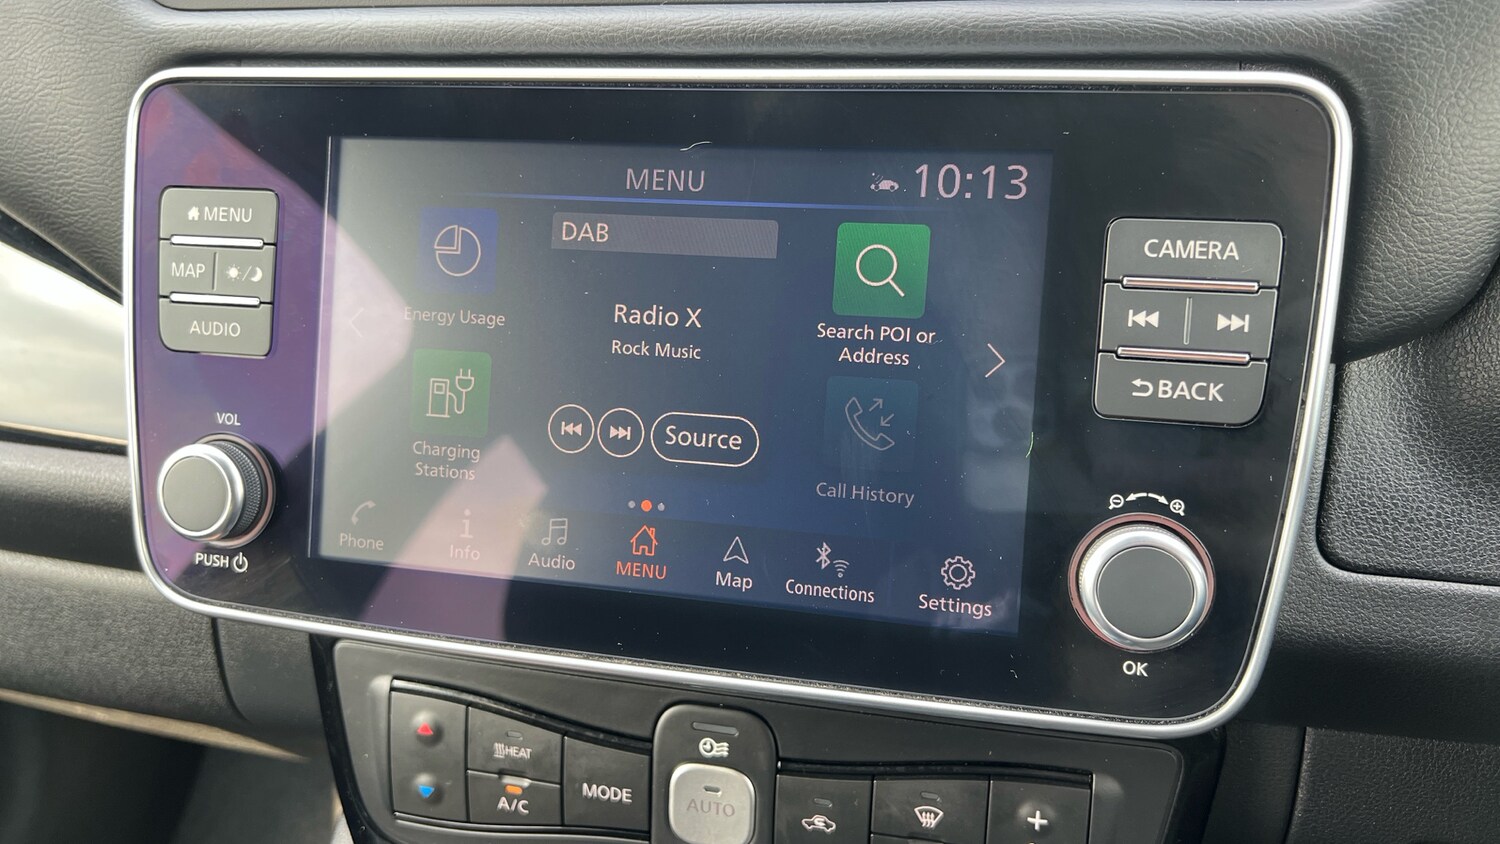 MENU
MAP
AUDIO
VOL
PUSH
MENU
10:13
DAB
Radio X
Rock Music
Source
Energy Usage
Charging
Stations
Search POI or
Address
Call History
Phone
Info
Audio
MENU
Map
Connections
Settings
CAMERA
BACK
OK
HEAT
A/C
MODE
AUTO